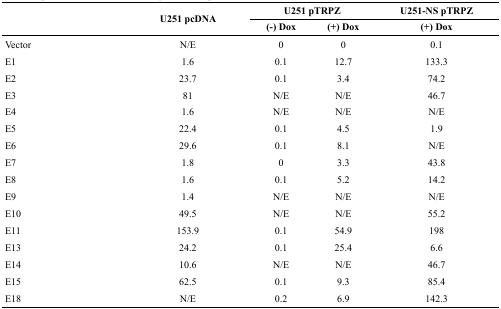 U251 pcDNA U251 pTRPZ U251-NS pTRPZ
(-) Dox (+) Dox (+) Dox
Vector N/E 0 0 0.1
E1 1.6 0.1 12.7 133.3
E2 23.7 0.1 3.4 74.2
E3 81 N/E N/E 46.7
E4 1.6 N/E N/E N/E
E5 22.4 0.1 4.5 1.9
E6 29.6 0.1 8.1 N/E
E7 1.8 0 3.3 43.8
E8 1.6 0.1 5.2 14.2
E9 1.4 N/E N/E N/E
E10 49.5 N/E N/E 55.2
E11 153.9 0.1 54.9 198
E13 24.2 0.1 25.4 6.6
E14 10.6 N/E N/E 46.7
E15 62.5 0.1 9.3 85.4
E18 N/E 0.2 6.9 142.3